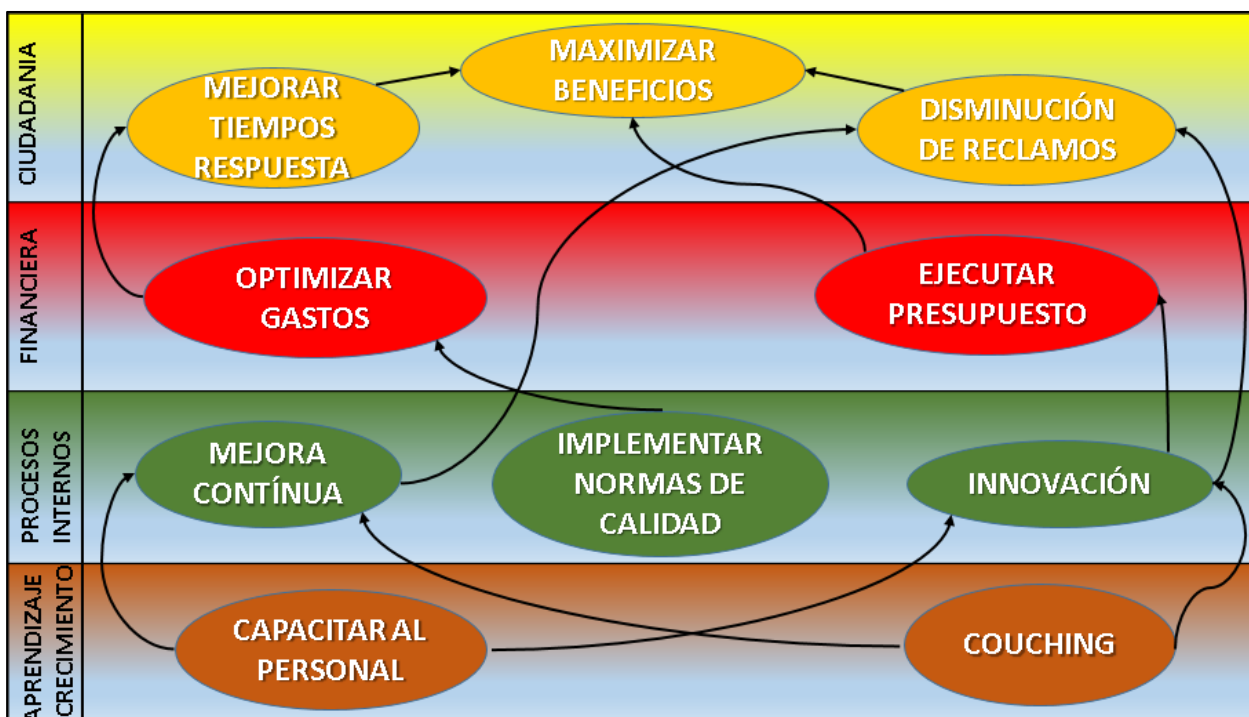 CIUDADANIA
MAXIMIZAR
BENEFICIOS
MEJORAR
TIEMPOS
RESPUESTA
DISMINUCIÓN
DE RECLAMOS
FINANCIERA
OPTIMIZAR
GASTOS
EJECUTAR
PRESUPUESTO
PROCESOS
INTERNOS
MEJORA
CONTÍNUA
IMPLEMENTAR
NORMAS DE
CALIDAD
INNOVACIÓN
APRENDIZAJE
CRECIMIENTO
CAPACITAR AL
PERSONAL
COUCHING